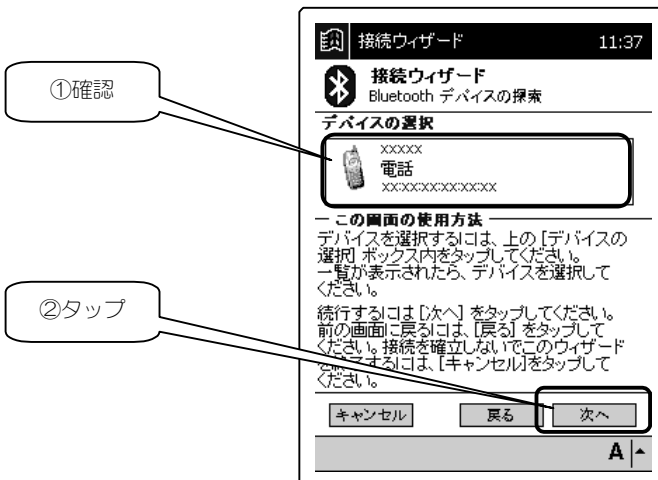 接続ウィザード 11:37
①確認
接続ウィザード
Bluetooth デバイスの探索
デバイスの選択
xxxxx
電話
xx:xx:xx:xx:xx:xx
この画面の使用方法
デバイスを選択するには、上の [デバイスの
選択] ボックス内をタップしてください。
一覧が表示されたら、デバイスを選択して
ください。
②タップ
続行するには [次へ] をタップしてください。
前の画面に戻るには、[戻る] をタップして
ください。接続を確立しないでこのウィザード
を終了するには、[キャンセル]をタップして
ください。
キャンセル 戻る 次へ
A